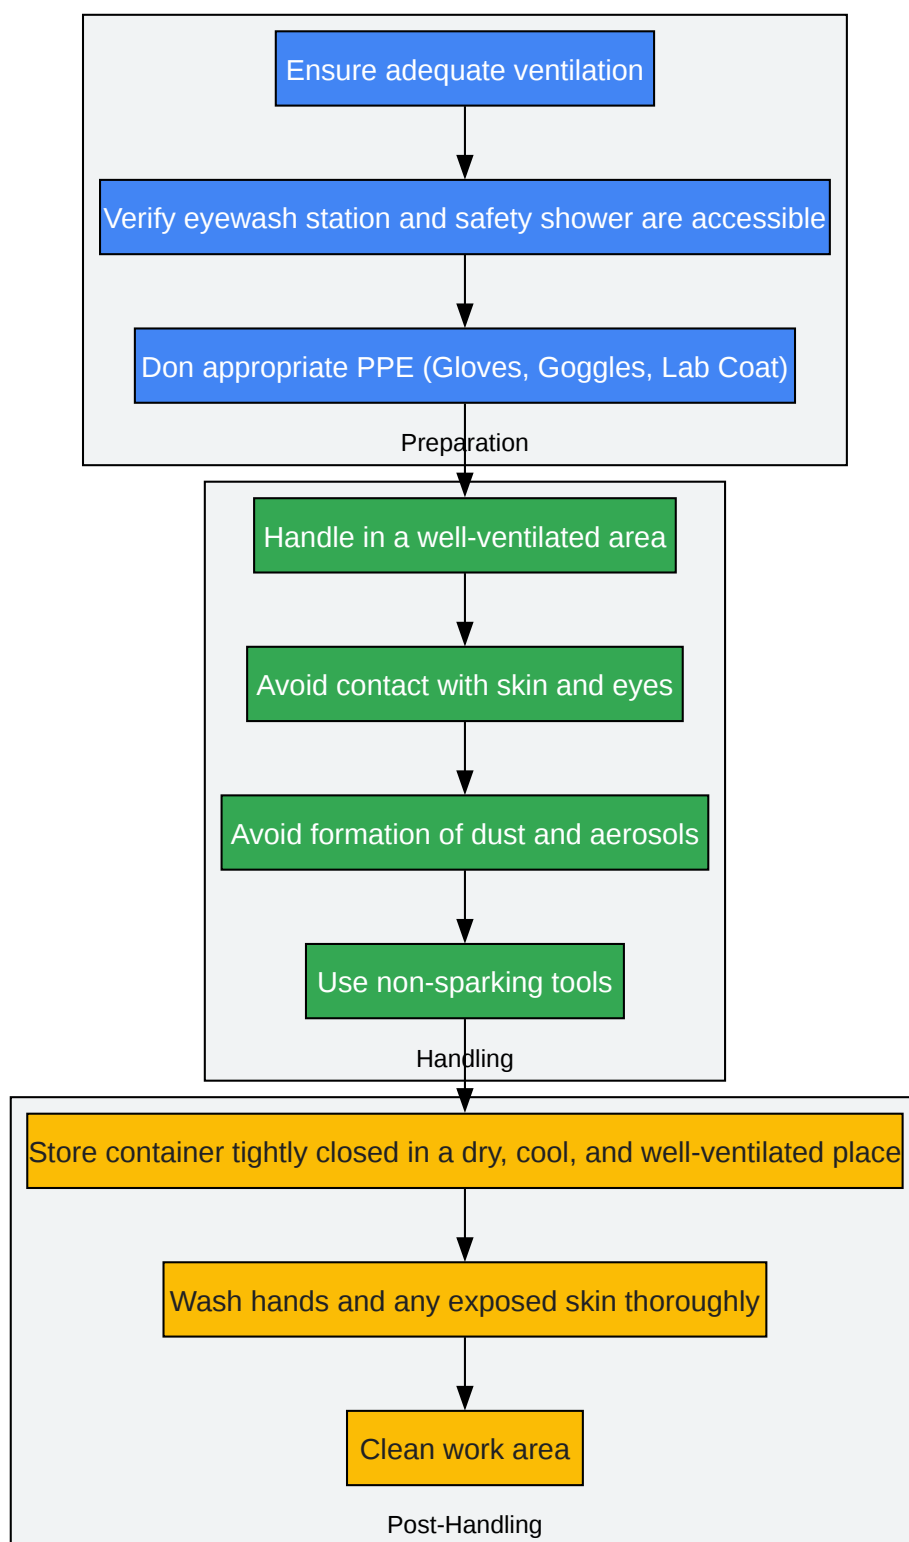 Ensure adequate ventilation
Verify eyewash station and safety shower are accessible
Don appropriate PPE (Gloves, Goggles, Lab Coat)
Preparation
Handle in a well-ventilated area
Avoid contact with skin and eyes
Avoid formation of dust and aerosols
Use non-sparking tools
Handling
Store container tightly closed in a dry, cool, and well-ventilated place
Wash hands and any exposed skin thoroughly
Clean work area
Post-Handling